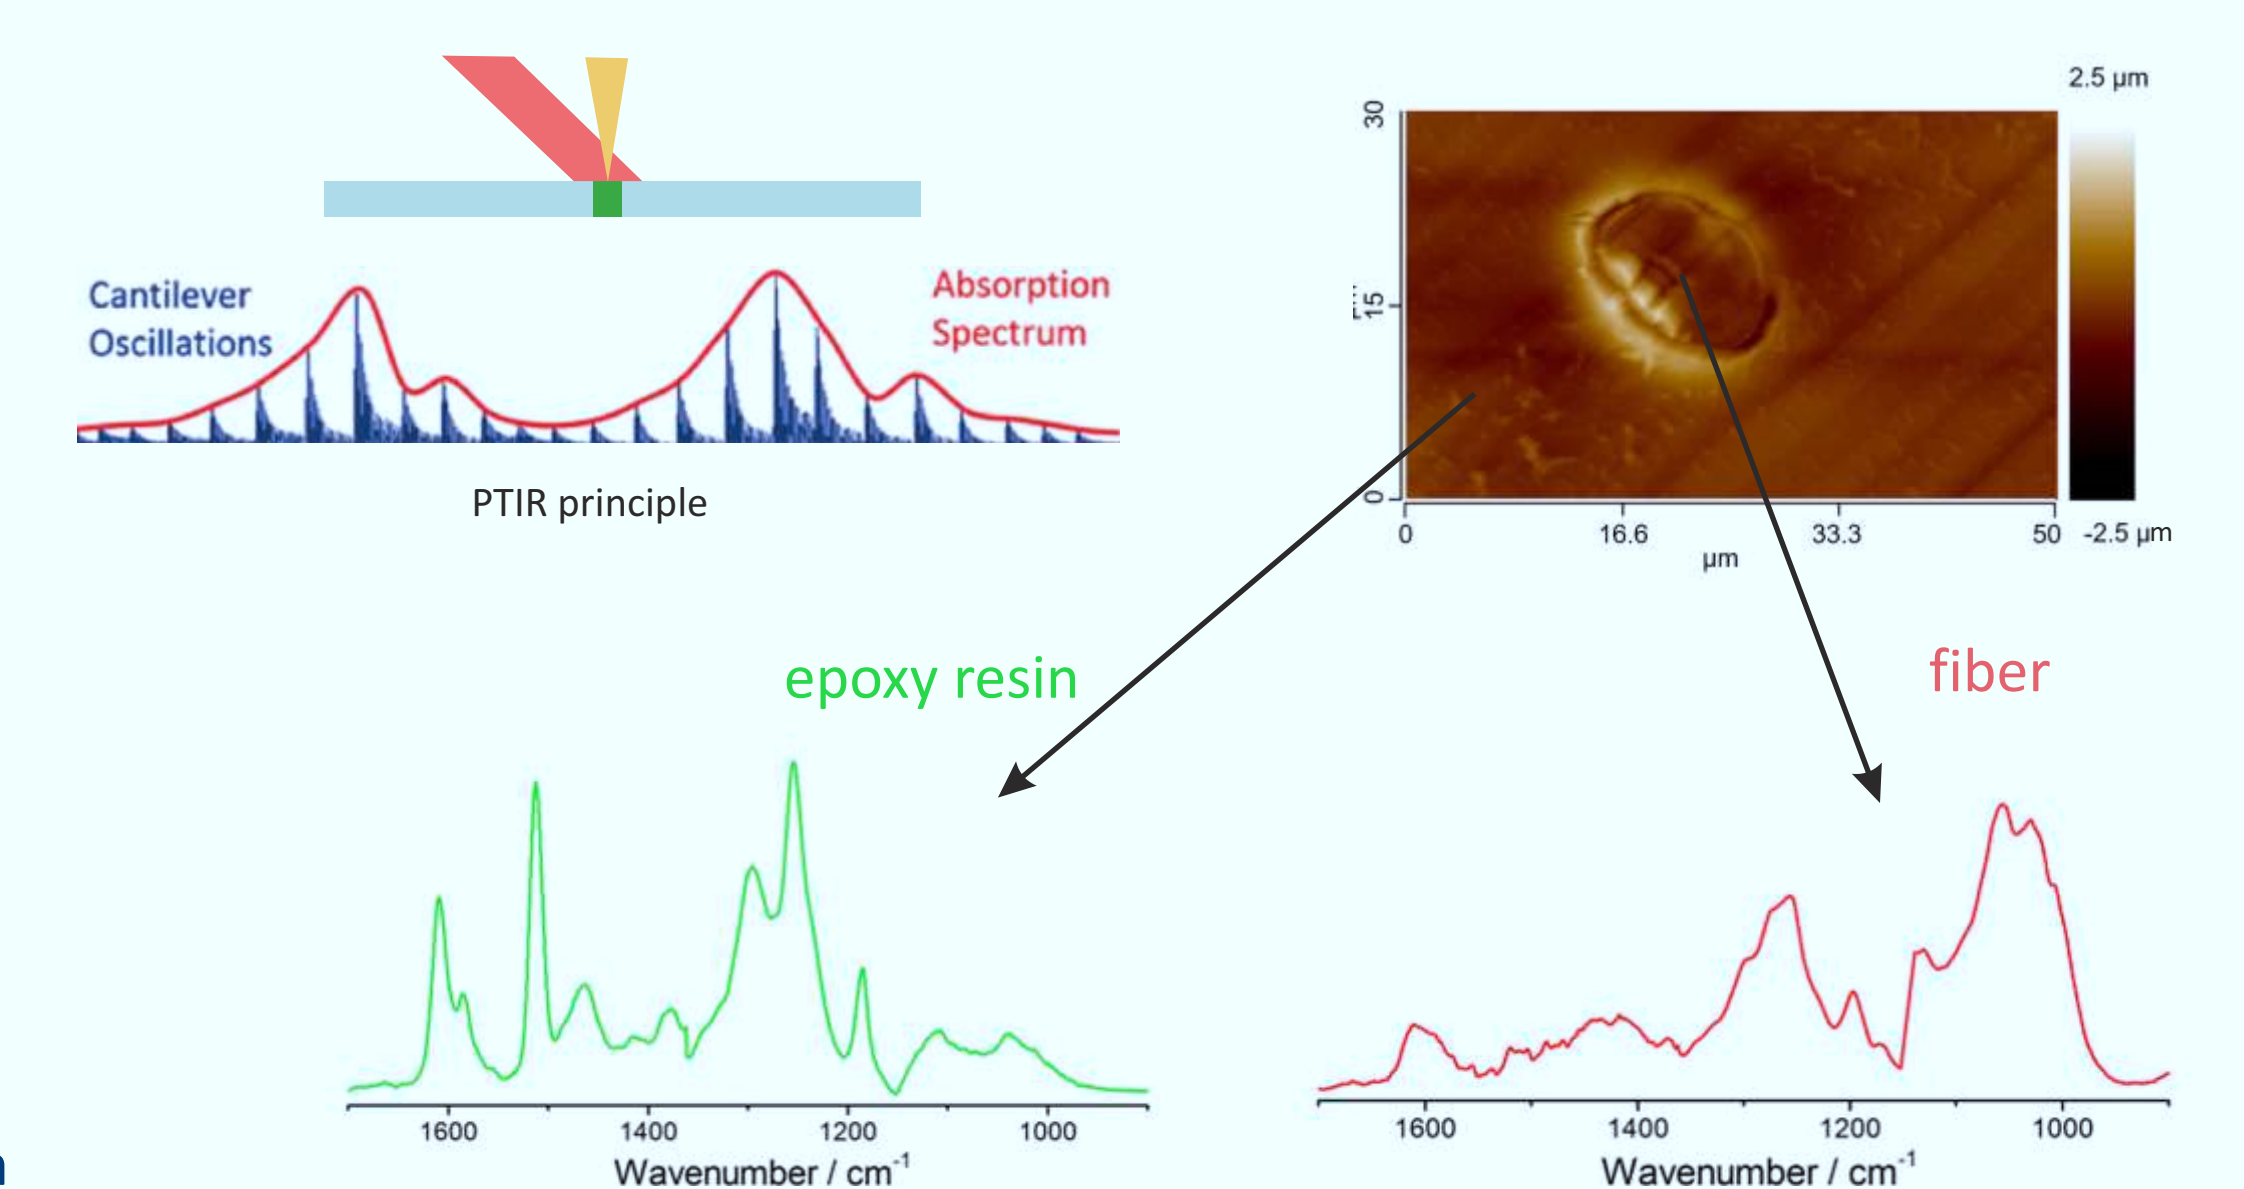 Cantilever
Oscillations
Absorption
Spectrum
PTIR principle
2.5 µm
30
15
0
0
16.6
33.3
50
-2.5 µm
µm
epoxy resin
fiber
1600
1400
1200
1000
Wavenumber / cm⁻¹
1600
1400
1200
1000
Wavenumber / cm⁻¹